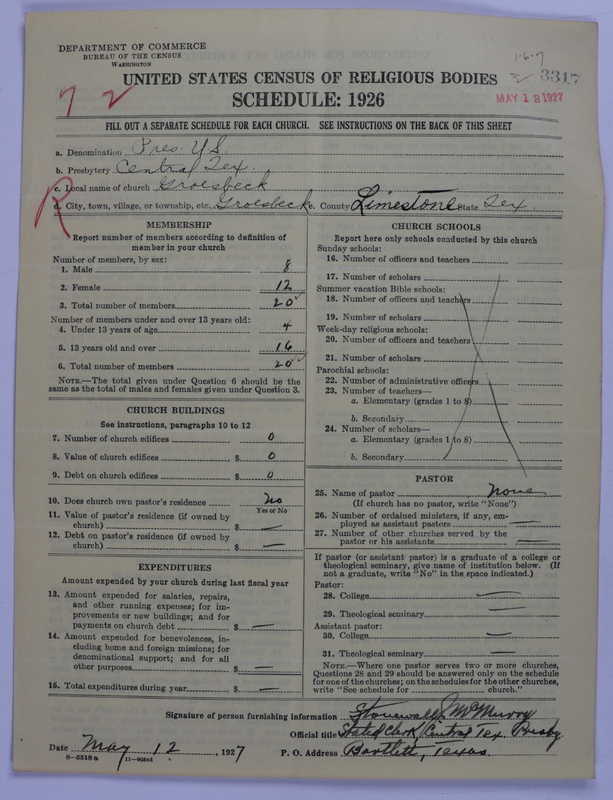 DEPARTMENT OF COMMERCE
BUREAU OF THE CENSUS
WASHINGTON
1-6-7
3317
MAY 13 1927
UNITED STATES CENSUS OF RELIGIOUS BODIES
SCHEDULE: 1926
7 2
FILL OUT A SEPARATE SCHEDULE FOR EACH CHURCH. SEE INSTRUCTIONS ON THE BACK OF THIS SHEET
a. Denomination Pres. U.S.
b. Presbytery Central Tex.
c. Local name of church Groesbeck
R
d. City, town, village, or township, etc. Groesbeck e. County Limestone State Tex.
MEMBERSHIP
Report number of members according to definition of
member in your church
Number of members, by sex:
1. Male 8
2. Female 12
3. Total number of members 20
Number of members under and over 13 years old:
4. Under 13 years of age 4
5. 13 years old and over 16
6. Total number of members 20
NOTE.—The total given under Question 6 should be the
same as the total of males and females given under Question 3.
CHURCH BUILDINGS
See instructions, paragraphs 10 to 12
7. Number of church edifices 0
8. Value of church edifices $ 0
9. Debt on church edifices $ 0
10. Does church own pastor's residence No
Yes or No
11. Value of pastor's residence (if owned by
church) $ —
12. Debt on pastor's residence (if owned by
church) $ —
EXPENDITURES
Amount expended by your church during last fiscal year
13. Amount expended for salaries, repairs,
and other running expenses; for im-
provements or new buildings; and for
payments on church debt $ —
14. Amount expended for benevolences, in-
cluding home and foreign missions; for
denominational support; and for all
other purposes $ —
15. Total expenditures during year $ —
CHURCH SCHOOLS
Report here only schools conducted by this church
Sunday schools:
16. Number of officers and teachers
17. Number of scholars
Summer vacation Bible schools:
18. Number of officers and teachers
19. Number of scholars
Week-day religious schools:
20. Number of officers and teachers
21. Number of scholars
Parochial schools:
22. Number of administrative officers
23. Number of teachers—
a. Elementary (grades 1 to 8)
b. Secondary
24. Number of scholars—
a. Elementary (grades 1 to 8)
b. Secondary
PASTOR
25. Name of pastor None
(If church has no pastor, write "None")
26. Number of ordained ministers, if any, em-
ployed as assistant pastors —
27. Number of other churches served by the
pastor or his assistants —
If pastor (or assistant pastor) is a graduate of a college or
theological seminary, give name of institution below. (If
not a graduate, write "No" in the space indicated.)
Pastor:
28. College —
29. Theological seminary —
Assistant pastor:
30. College —
31. Theological seminary —
NOTE.—Where one pastor serves two or more churches,
Questions 28 and 29 should be answered only on the schedule
for one of the churches; on the schedules for the other churches,
write "See schedule for church."
Signature of person furnishing information Stonewall J. McMurry
Official title Stated Clerk, Central Tex. Presby.
Date May 12, 1927 P. O. Address Bartlett, Texas.
8-5518a 11-9056d